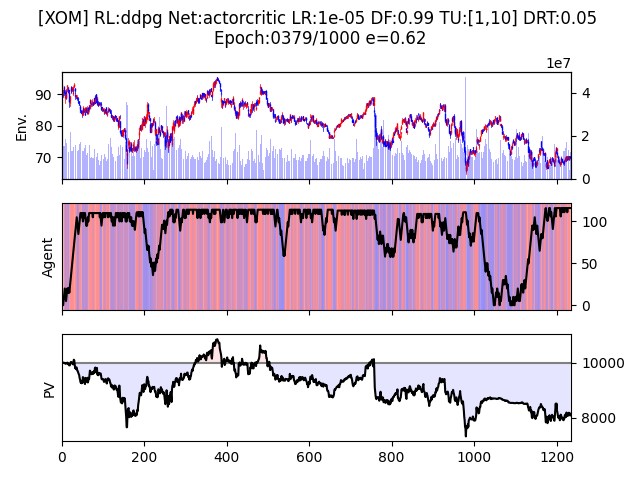 [XOM] RL:ddpg Net:actorcritic LR:1e-05 DF:0.99 TU:[1,10] DRT:0.05
Epoch:0379/1000 e=0.62
1e7
Env.
90
80
70
4
2
0
Agent
100
50
0
PV
10000
8000
0 200 400 600 800 1000 1200